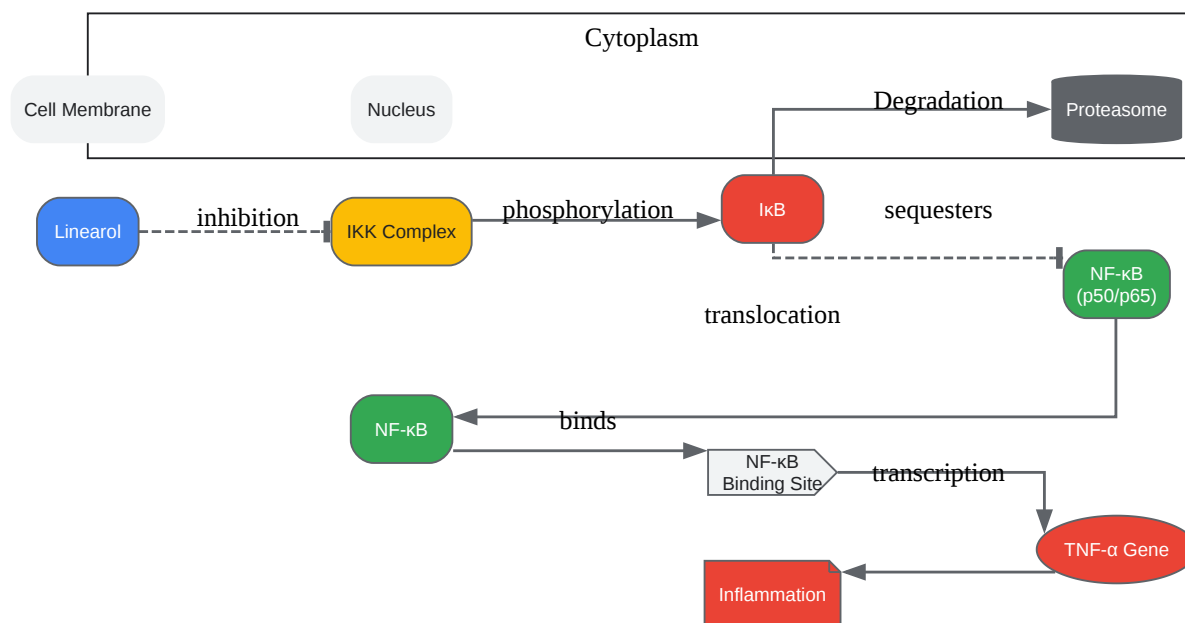 Cytoplasm
Cell Membrane
Nucleus
Degradation
Proteasome
Linearol
inhibition
IKK Complex
phosphorylation
IκB
sequesters
NF-κB
(p50/p65)
translocation
NF-κB
binds
NF-κB
Binding Site
transcription
TNF-α Gene
Inflammation